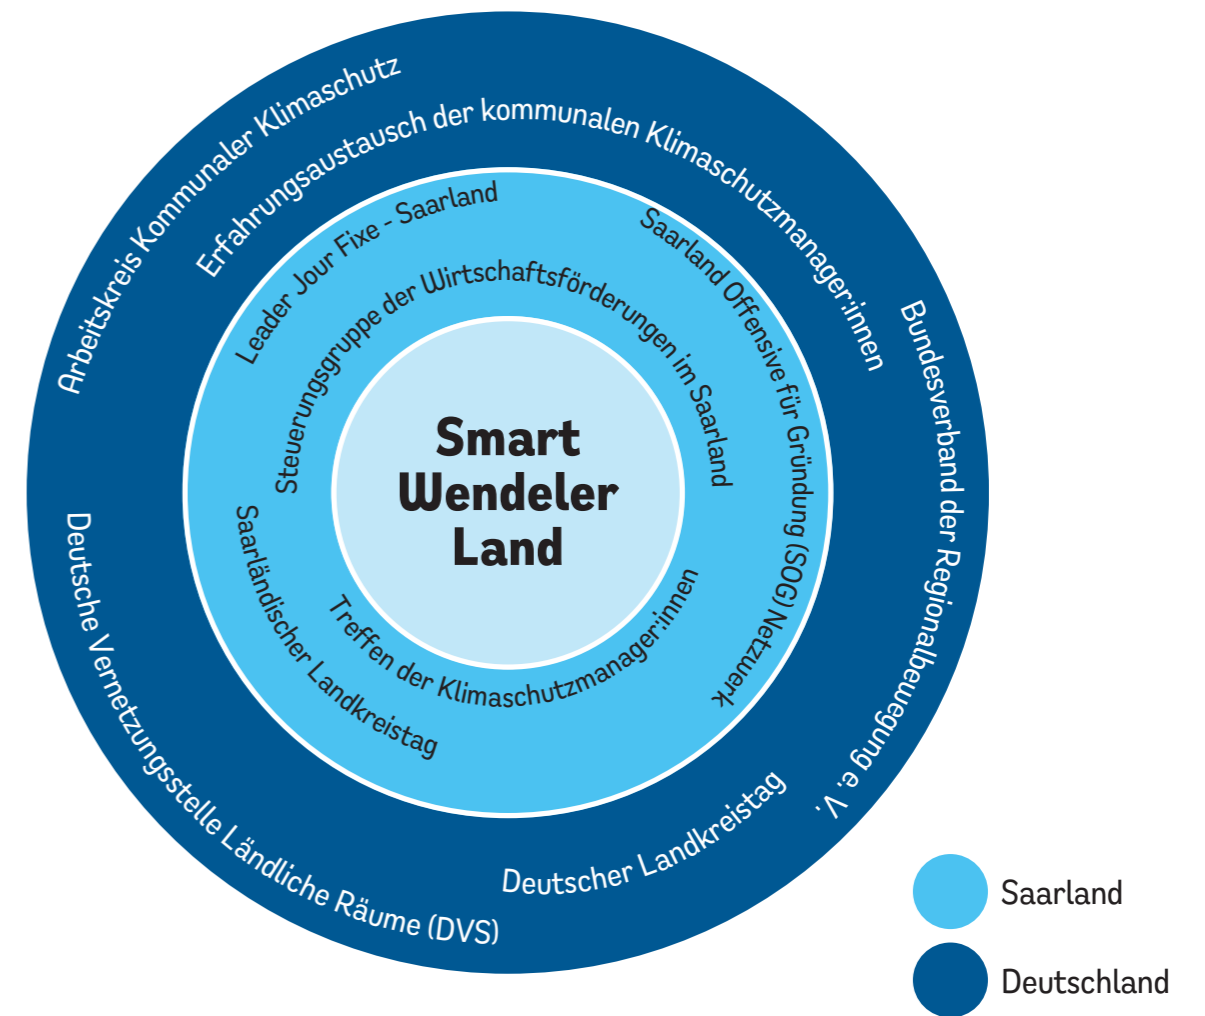 Arbeitskreis Kommunaler Klimaschutz
Erfahrungsaustausch der kommunalen Klimaschutzmanager:innen
Bundesverband der Regionalbewegung e. V.
Deutsche Vernetzungsstelle Ländliche Räume (DVS)
Deutscher Landkreistag
Leader Jour Fixe - Saarland
Saarland Offensive für Gründung (SOG) Netzwerk
Steuerungsgruppe der Wirtschaftsförderungen im Saarland
Saarländischer Landkreistag
Treffen der Klimaschutzmanager:innen
Smart
Wendeler
Land
Saarland
Deutschland